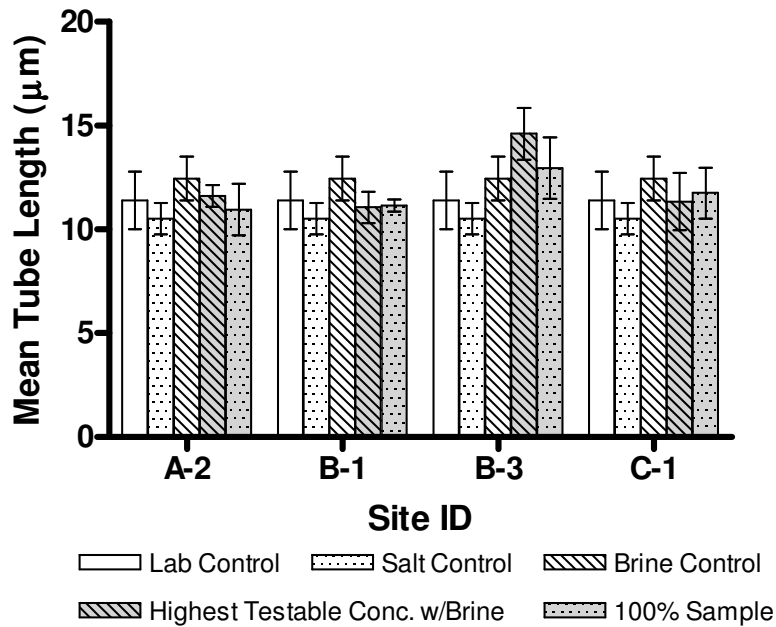 20
15
10
5
0
Mean Tube Length (μm)
A-2 B-1 B-3 C-1
Site ID
Lab Control Salt Control Brine Control
Highest Testable Conc. w/Brine 100% Sample